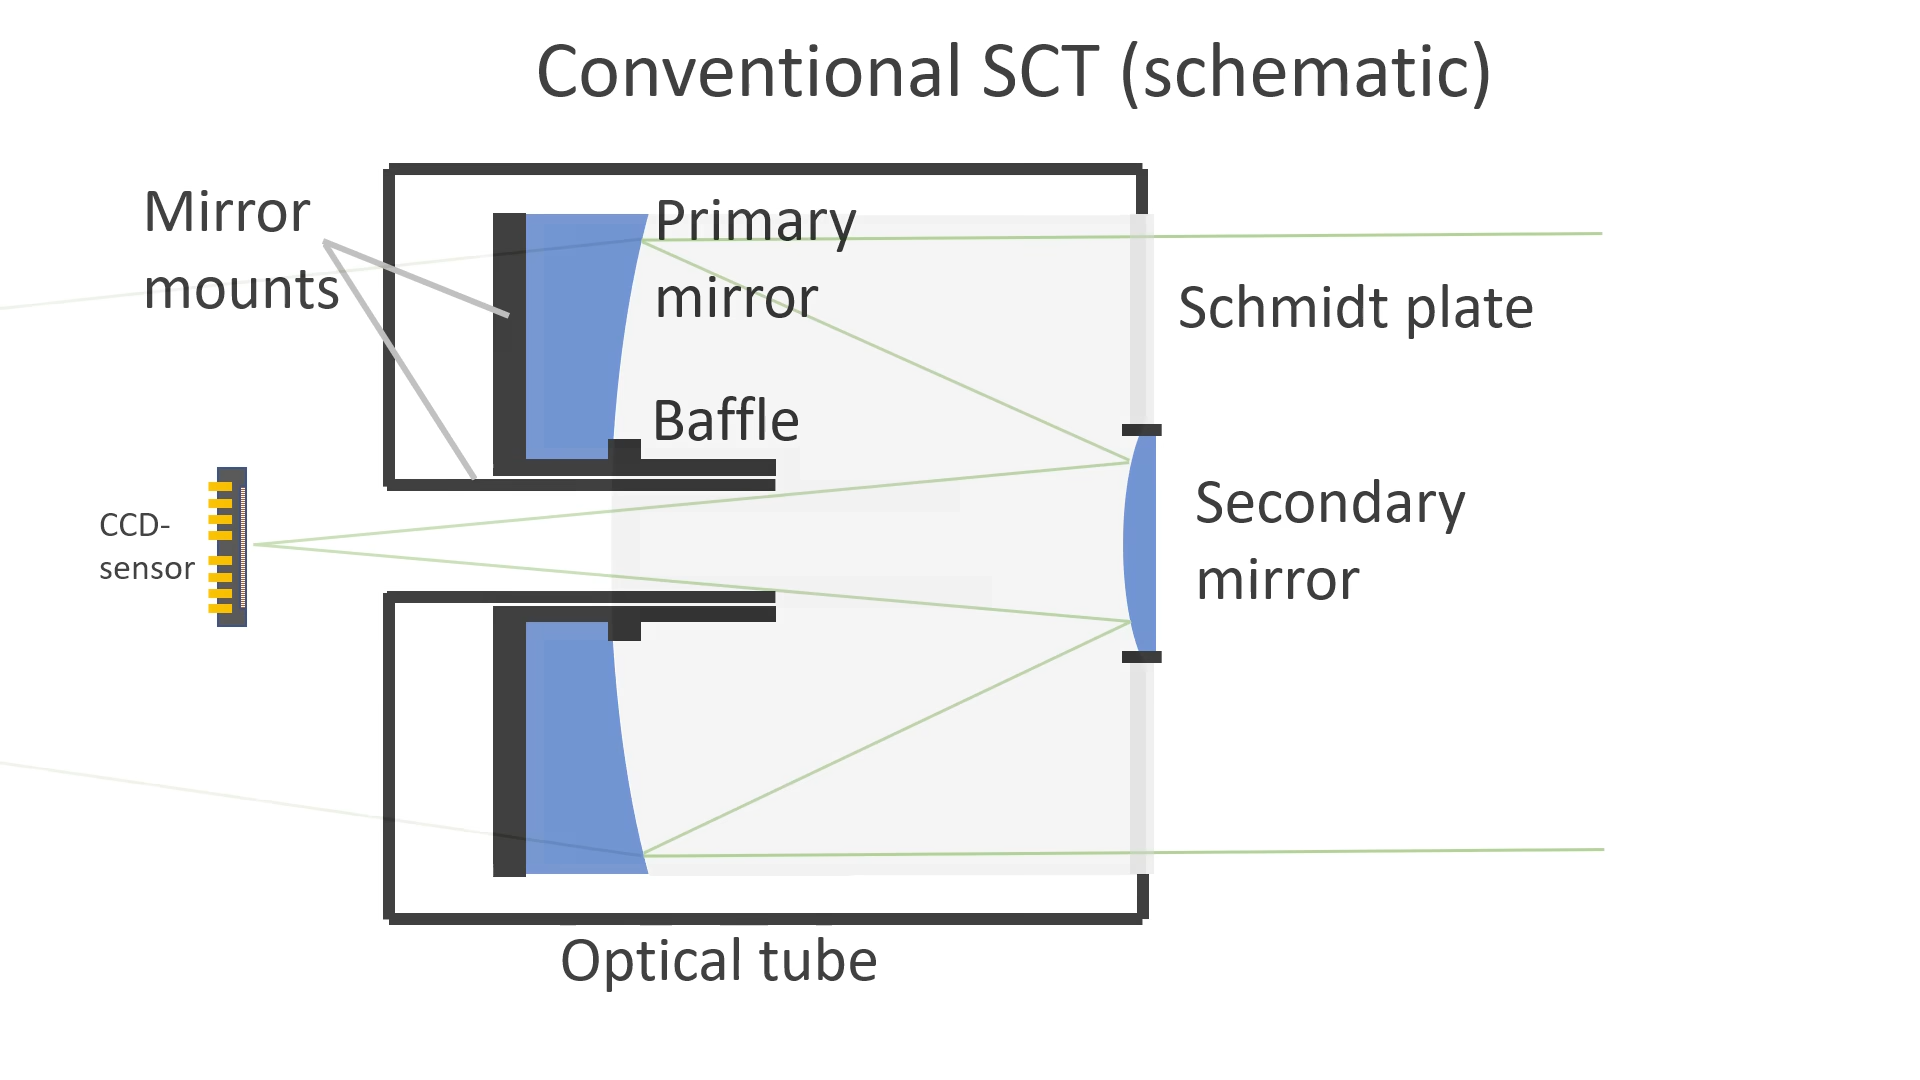 Conventional SCT (schematic)
Mirror
mounts
Primary
mirror
Schmidt plate
Baffle
CCD-
sensor
Secondary
mirror
Optical tube